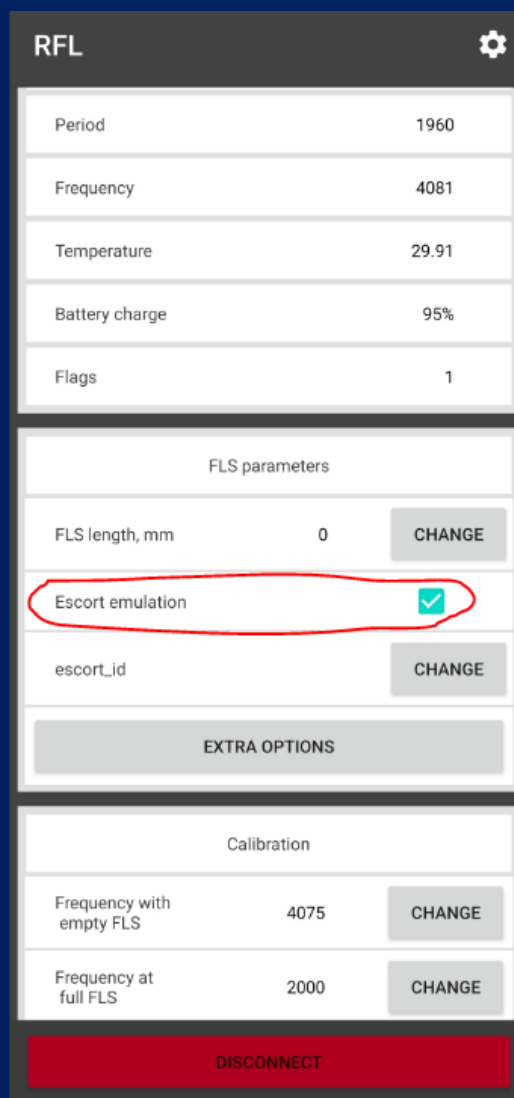 RFL
Period 1960
Frequency 4081
Temperature 29.91
Battery charge 95%
Flags 1
FLS parameters
FLS length, mm 0 CHANGE
Escort emulation
escort_id CHANGE
EXTRA OPTIONS
Calibration
Frequency with
empty FLS 4075 CHANGE
Frequency at
full FLS 2000 CHANGE
DISCONNECT